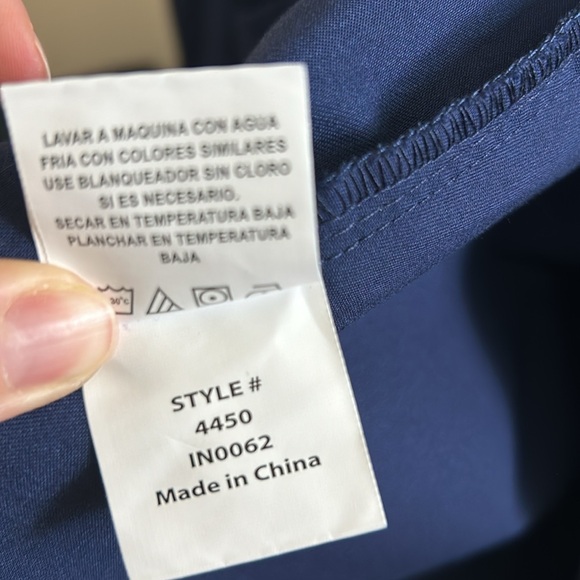 LAVAR A MAQUINA CON AGUA
FRIA CON COLORES SIMILARES
USE BLANQUEADOR SIN CLORO
SI ES NECESARIO.
SECAR EN TEMPERATURA BAJA
PLANCHAR EN TEMPERATURA
BAJA
30°c
STYLE #
4450
IN0062
Made in China